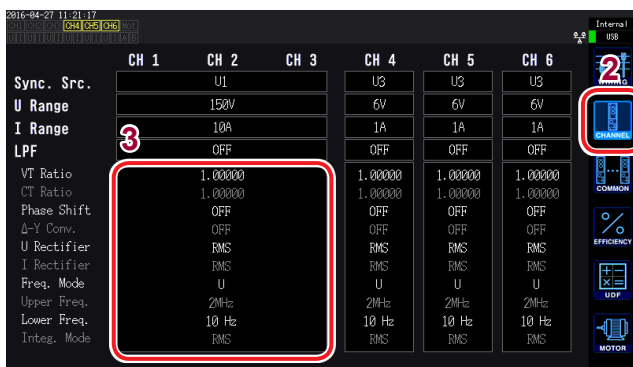 2016-04-27 11:21:17
CH1 CH2 CH3 CH4 CH5 CH6 Mot
U I U I U I U I U I U I A B
Internal
USB
CH 1 CH 2 CH 3 CH 4 CH 5 CH 6
2
WIRING
Sync. Src. U1 U3 U3 U3
U Range 150V 6V 6V 6V
I Range 10A 1A 1A 1A
CHANNEL
3
LPF OFF OFF OFF OFF
VT Ratio 1.00000 1.00000 1.00000 1.00000
CT Ratio 1.00000 1.00000 1.00000 1.00000
COMMON
Phase Shift OFF OFF OFF OFF
Δ-Y Conv. OFF OFF OFF OFF
U Rectifier RMS RMS RMS RMS
EFFICIENCY
I Rectifier RMS RMS RMS RMS
Freq. Mode U U U U
Upper Freq. 2MHz 2MHz 2MHz 2MHz
UDF
Lower Freq. 10 Hz 10 Hz 10 Hz 10 Hz
Integ. Mode RMS RMS RMS RMS
MOTOR